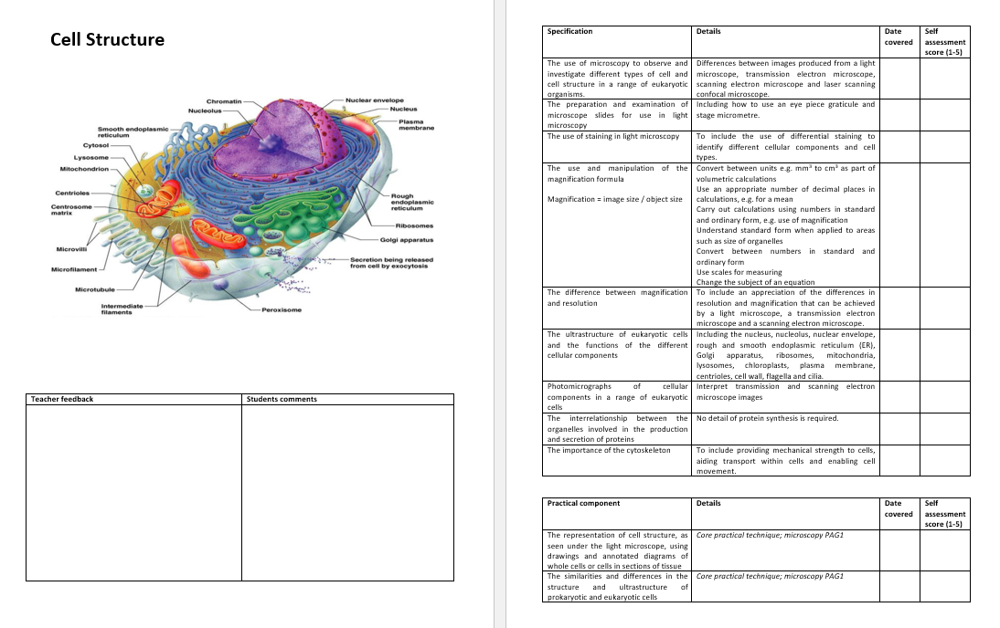 Cell Structure
Chromatin
Nucleolus
Nuclear envelope
Nucleus
Plasma
membrane
Smooth endoplasmic
reticulum
Cytosol
Lysosome
Mitochondrion
Centrioles
Centrosome
matrix
Microvilli
Microfilament
Microtubule
Intermediate
filaments
Rough
endoplasmic
reticulum
Ribosomes
Golgi apparatus
Secretion being released
from cell by exocytosis
Peroxisome
Teacher feedback
Students comments
Specification
Details
Date
covered
Self
assessment
score (1-5)
The use of microscopy to observe and
investigate different types of cell and
cell structure in a range of eukaryotic
organisms.
Differences between images produced from a light
microscope, transmission electron microscope,
scanning electron microscope and laser scanning
confocal microscope.
The preparation and examination of
microscope slides for use in light
microscopy
Including how to use an eye piece graticule and
stage micrometre.
The use of staining in light microscopy
To include the use of differential staining to
identify different cellular components and cell
types.
The use and manipulation of the
magnification formula
Magnification = image size / object size
Convert between units e.g. mm³ to cm³ as part of
volumetric calculations
Use an appropriate number of decimal places in
calculations, e.g. for a mean
Carry out calculations using numbers in standard
and ordinary form, e.g. use of magnification
Understand standard form when applied to areas
such as size of organelles
Convert between numbers in standard and
ordinary form
Use scales for measuring
Change the subject of an equation
The difference between magnification
and resolution
To include an appreciation of the differences in
resolution and magnification that can be achieved
by a light microscope, a transmission electron
microscope and a scanning electron microscope.
The ultrastructure of eukaryotic cells
and the functions of the different
cellular components
Including the nucleus, nucleolus, nuclear envelope,
rough and smooth endoplasmic reticulum (ER),
Golgi apparatus, ribosomes, mitochondria,
lysosomes, chloroplasts, plasma membrane,
centrioles, cell wall, flagella and cilia.
Photomicrographs of cellular
components in a range of eukaryotic
cells
Interpret transmission and scanning electron
microscope images
The interrelationship between the
organelles involved in the production
and secretion of proteins
No detail of protein synthesis is required.
The importance of the cytoskeleton
To include providing mechanical strength to cells,
aiding transport within cells and enabling cell
movement.
Practical component
Details
Date
covered
Self
assessment
score (1-5)
The representation of cell structure, as
seen under the light microscope, using
drawings and annotated diagrams of
whole cells or cells in sections of tissue
Core practical technique; microscopy PAG1
The similarities and differences in the
structure and ultrastructure of
prokaryotic and eukaryotic cells
Core practical technique; microscopy PAG1